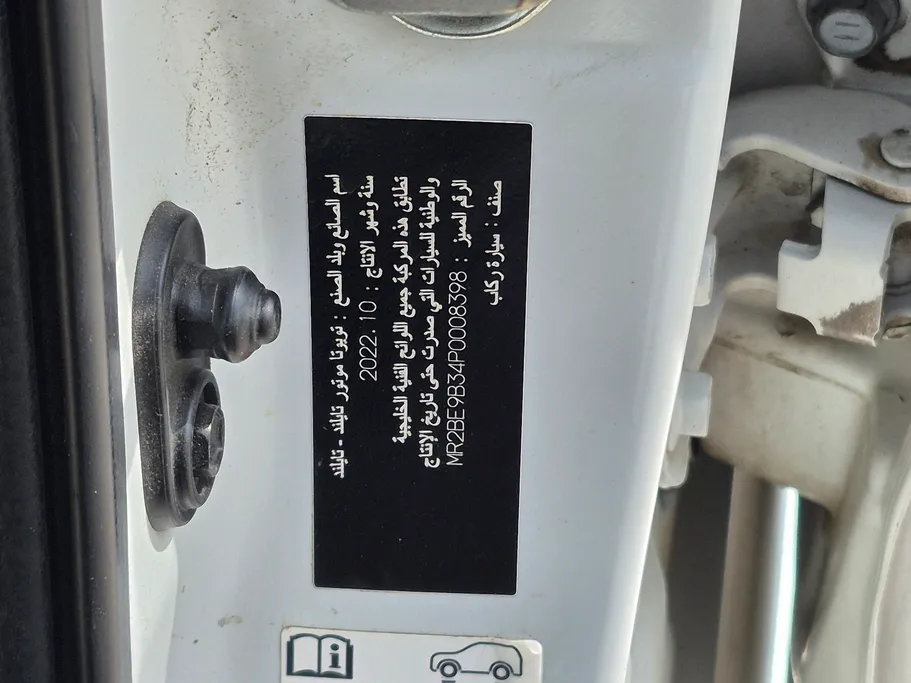 اسم الصانع وبلد الصنع : تويوتا موتور تايلند - تايلند
سنة وشهر الانتاج : 2022.10
تطابق هذه المركبة جميع اللوائح الفنية الخليجية
والوطنية للسيارات التي صدرت حتى تاريخ الإنتاج
الرقم المميز : MR2BE9B34P0008398
صنف : سيارة ركاب